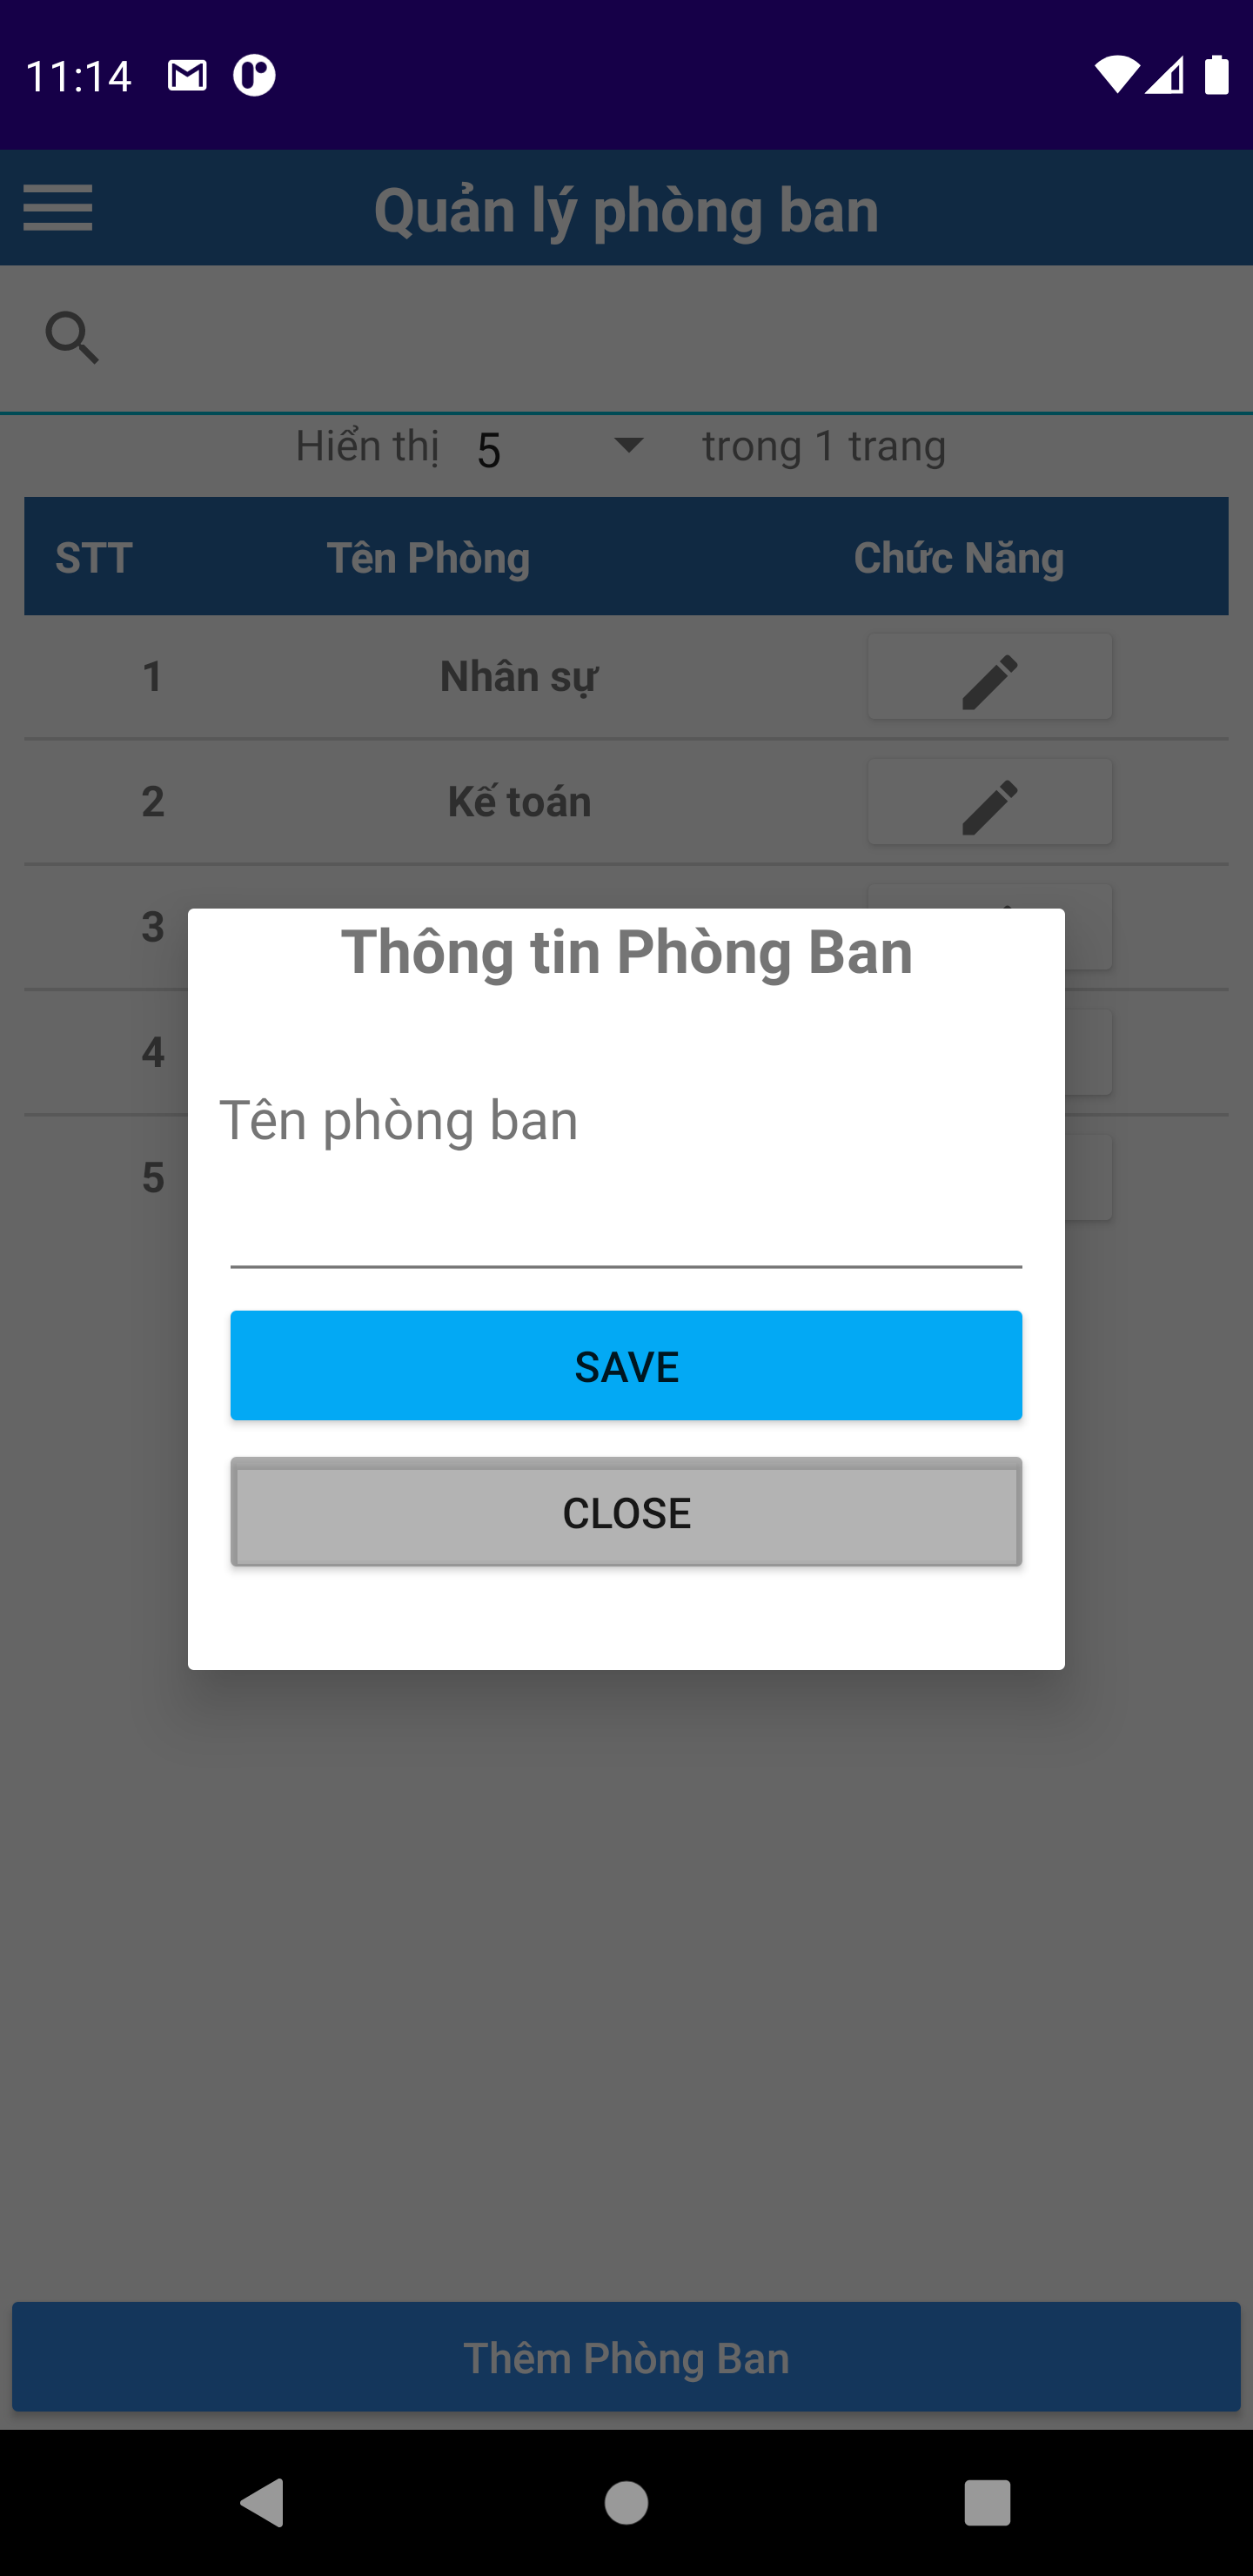 11:14
Quản lý phòng ban
Hiển thị 5 trong 1 trang
STT Tên Phòng Chức Năng
1 Nhân sự
2 Kế toán
3
4
5
Thông tin Phòng Ban
Tên phòng ban
SAVE
CLOSE
Thêm Phòng Ban